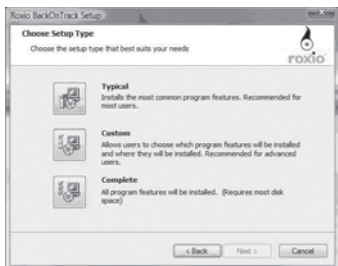 Roxio BackOnTrack Setup
Choose Setup Type
Choose the setup type that best suits your needs
roxio
Typical
Installs the most common program features. Recommended for
most users.
Custom
Allows users to choose which program features will be installed
and where they will be installed. Recommended for advanced
users.
Complete
All program features will be installed. (Requires most disk
space)
< Back
Next >
Cancel